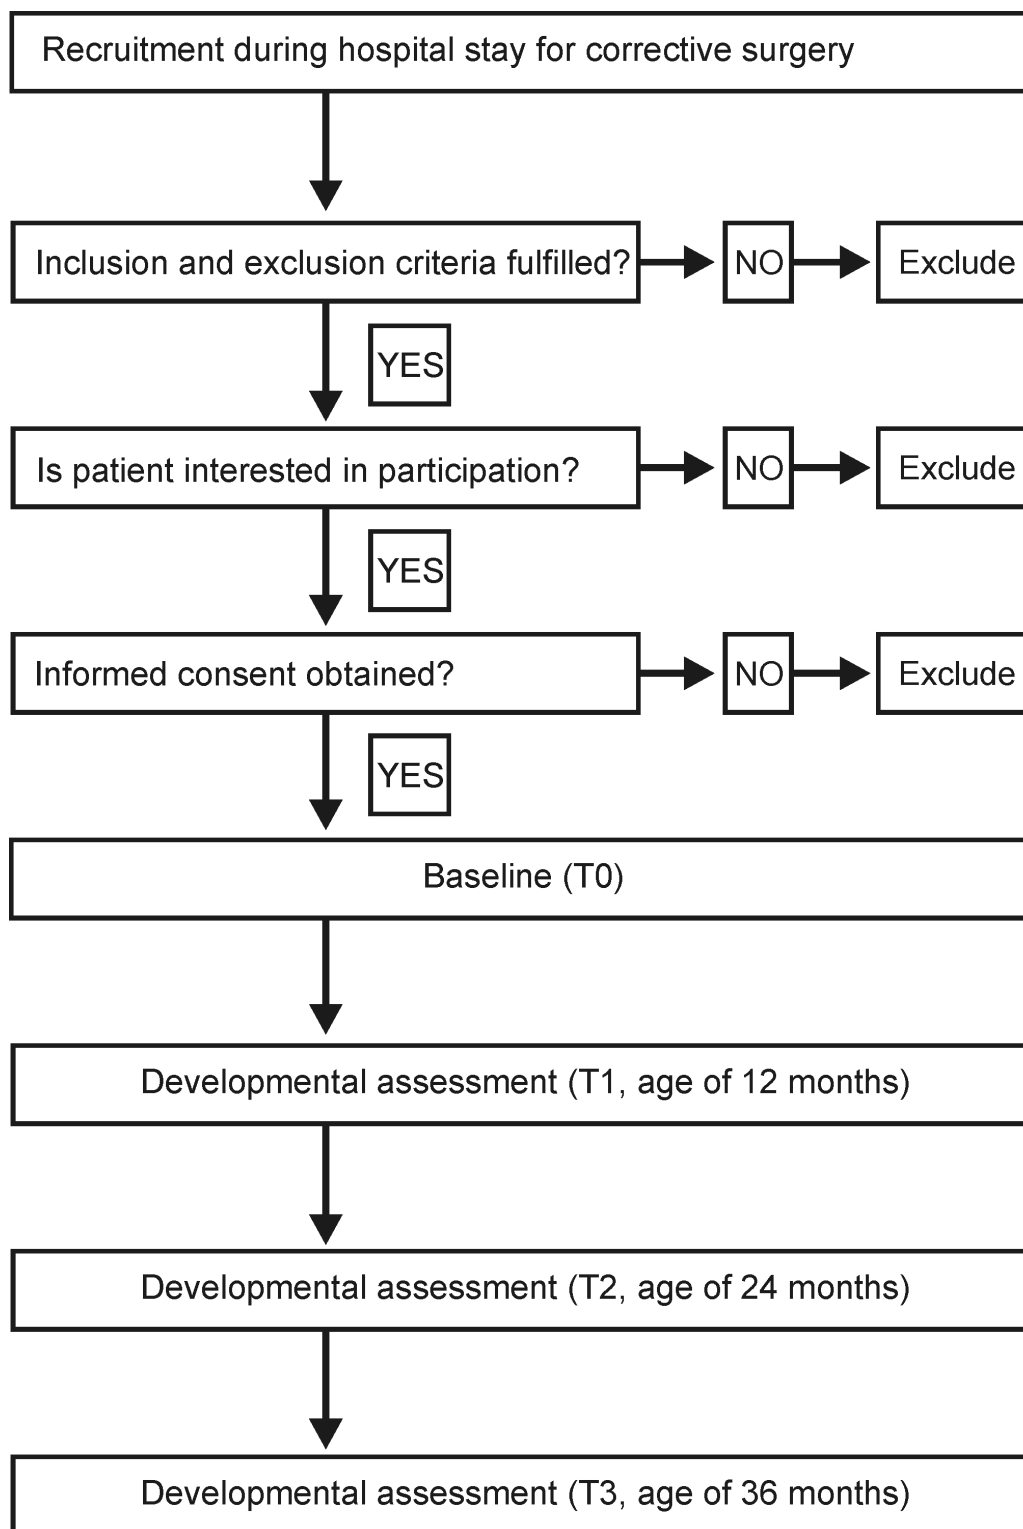 Recruitment during hospital stay for corrective surgery
Inclusion and exclusion criteria fulfilled?
NO
Exclude
YES
Is patient interested in participation?
NO
Exclude
YES
Informed consent obtained?
NO
Exclude
YES
Baseline (T0)
Developmental assessment (T1, age of 12 months)
Developmental assessment (T2, age of 24 months)
Developmental assessment (T3, age of 36 months)